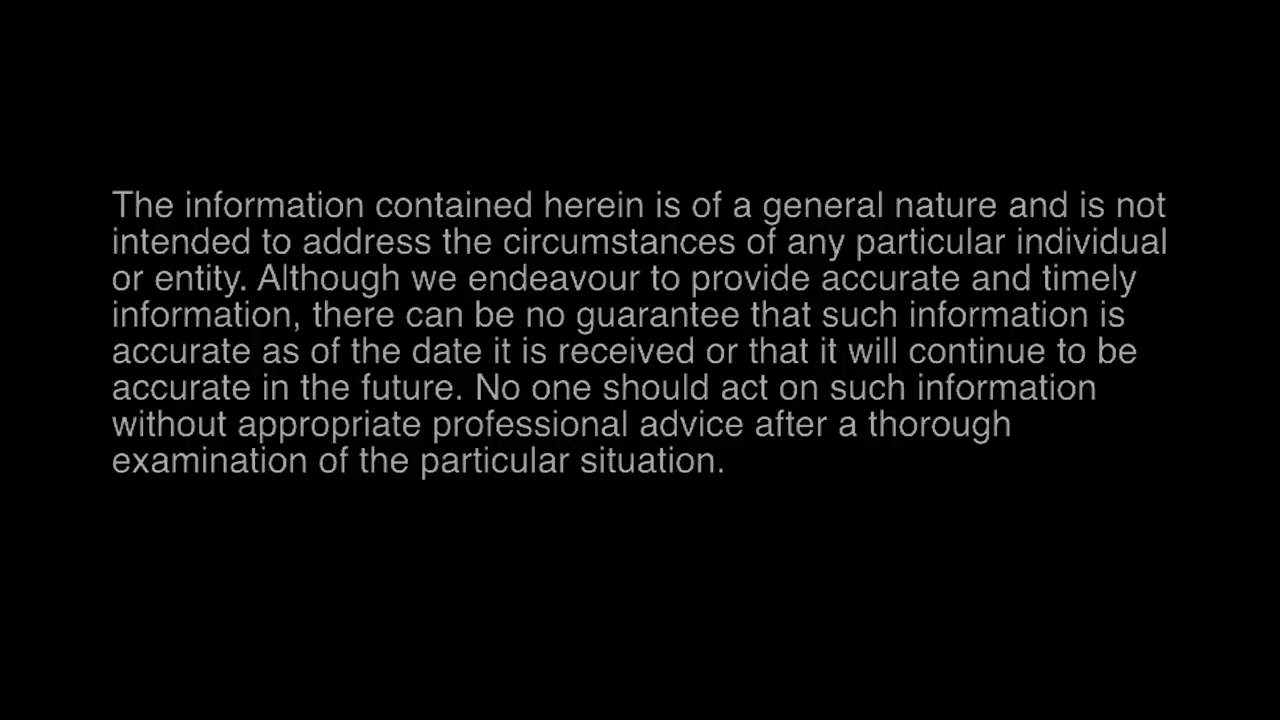 The information contained herein is of a general nature and is not
intended to address the circumstances of any particular individual
or entity. Although we endeavour to provide accurate and timely
information, there can be no guarantee that such information is
accurate as of the date it is received or that it will continue to be
accurate in the future. No one should act on such information
without appropriate professional advice after a thorough
examination of the particular situation.